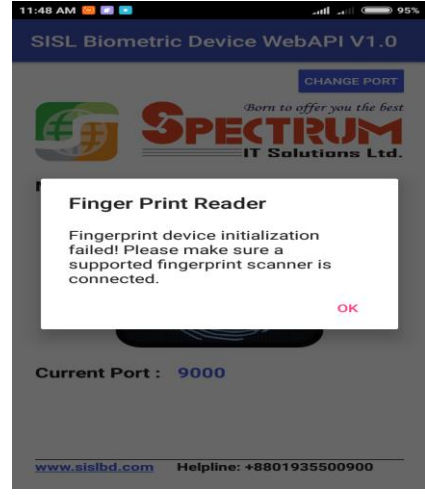 11:48 AM 95%
SISL Biometric Device WebAPI V1.0
CHANGE PORT
Born to offer you the best
SPECTRUM
IT Solutions Ltd.
Finger Print Reader
Fingerprint device initialization
failed! Please make sure a
supported fingerprint scanner is
connected.
OK
Current Port : 9000
www.sislbd.com Helpline: +8801935500900